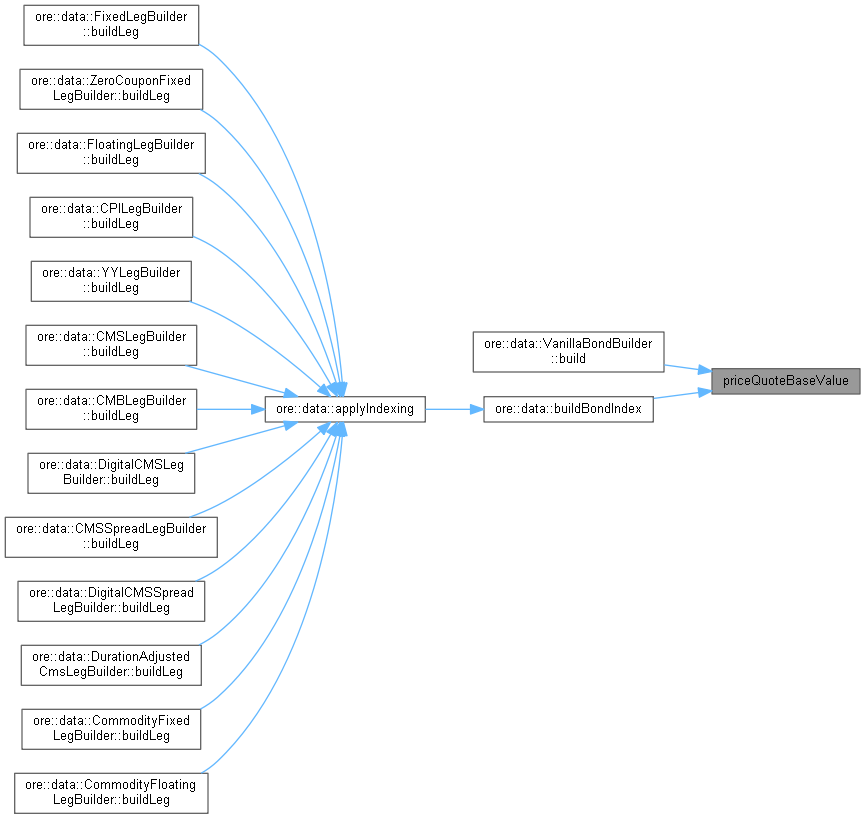 ore::data::FixedLegBuilder
::buildLeg
ore::data::ZeroCouponFixed
LegBuilder::buildLeg
ore::data::FloatingLegBuilder
::buildLeg
ore::data::CPILegBuilder
::buildLeg
ore::data::YYLegBuilder
::buildLeg
ore::data::CMSLegBuilder
::buildLeg
ore::data::CMBLegBuilder
::buildLeg
ore::data::DigitalCMSLeg
Builder::buildLeg
ore::data::CMSSpreadLegBuilder
::buildLeg
ore::data::DigitalCMSSpread
LegBuilder::buildLeg
ore::data::DurationAdjusted
CmsLegBuilder::buildLeg
ore::data::CommodityFixed
LegBuilder::buildLeg
ore::data::CommodityFloating
LegBuilder::buildLeg
ore::data::applyIndexing
ore::data::VanillaBondBuilder
::build
ore::data::buildBondIndex
priceQuoteBaseValue